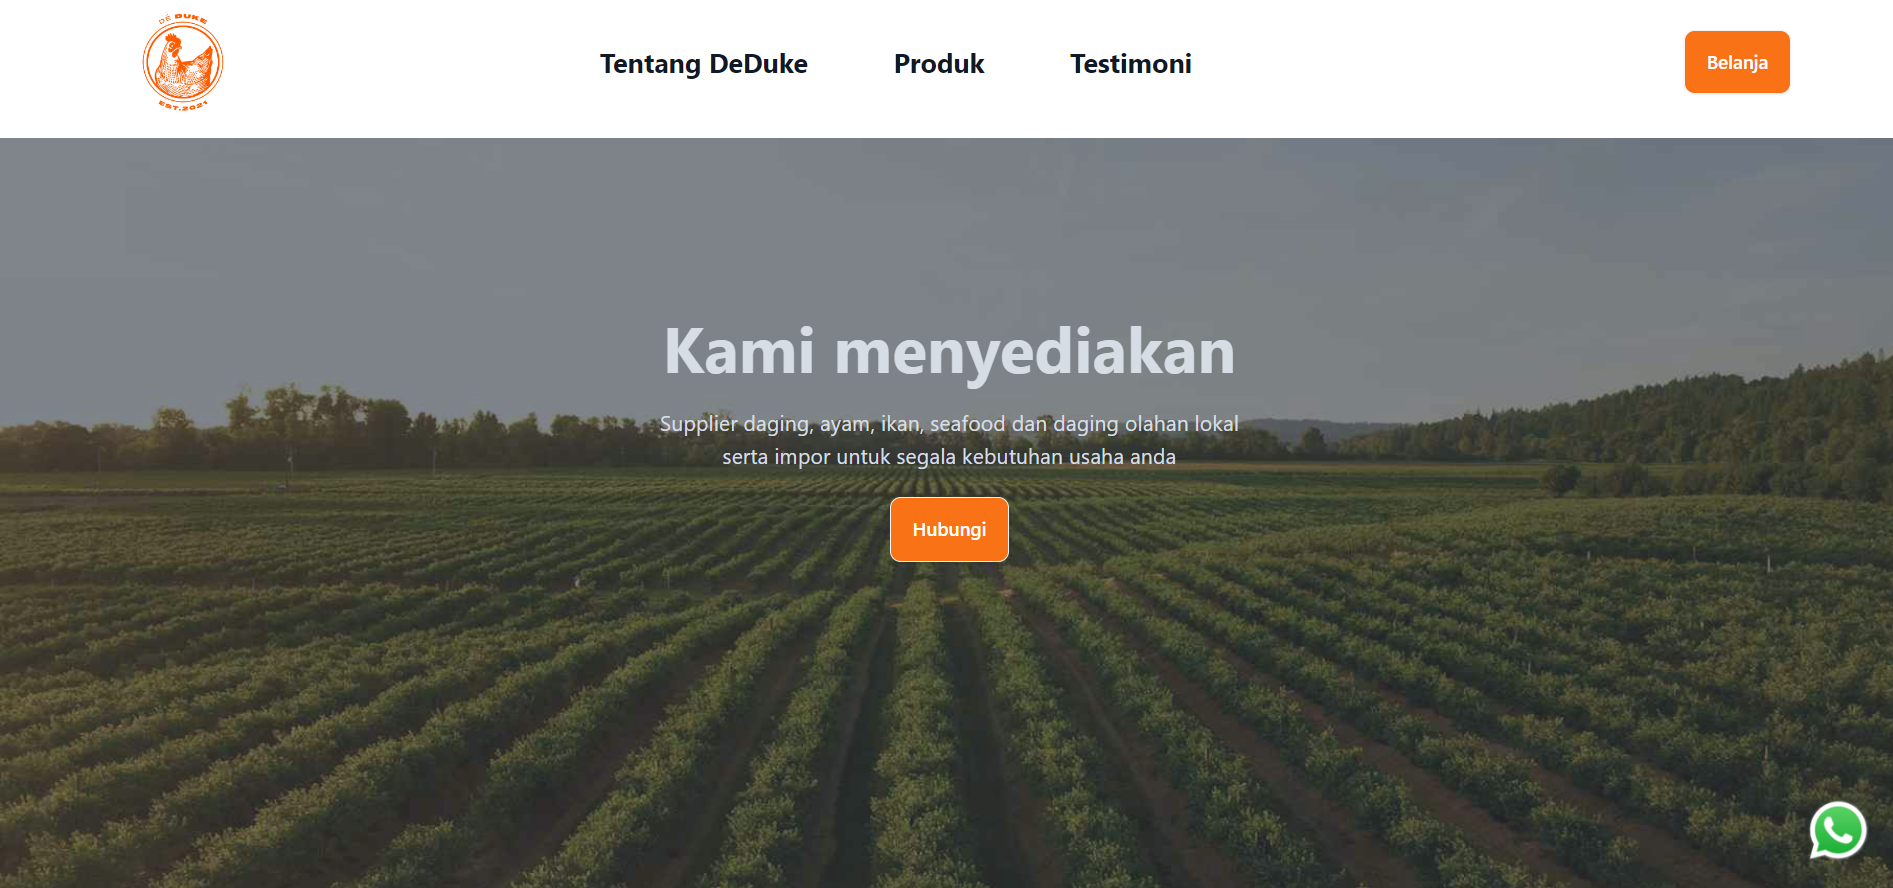 DÉ DUKE
EST.2021
Tentang DeDuke
Produk
Testimoni
Belanja
Kami menyediakan
Supplier daging, ayam, ikan, seafood dan daging olahan lokal
serta impor untuk segala kebutuhan usaha anda
Hubungi